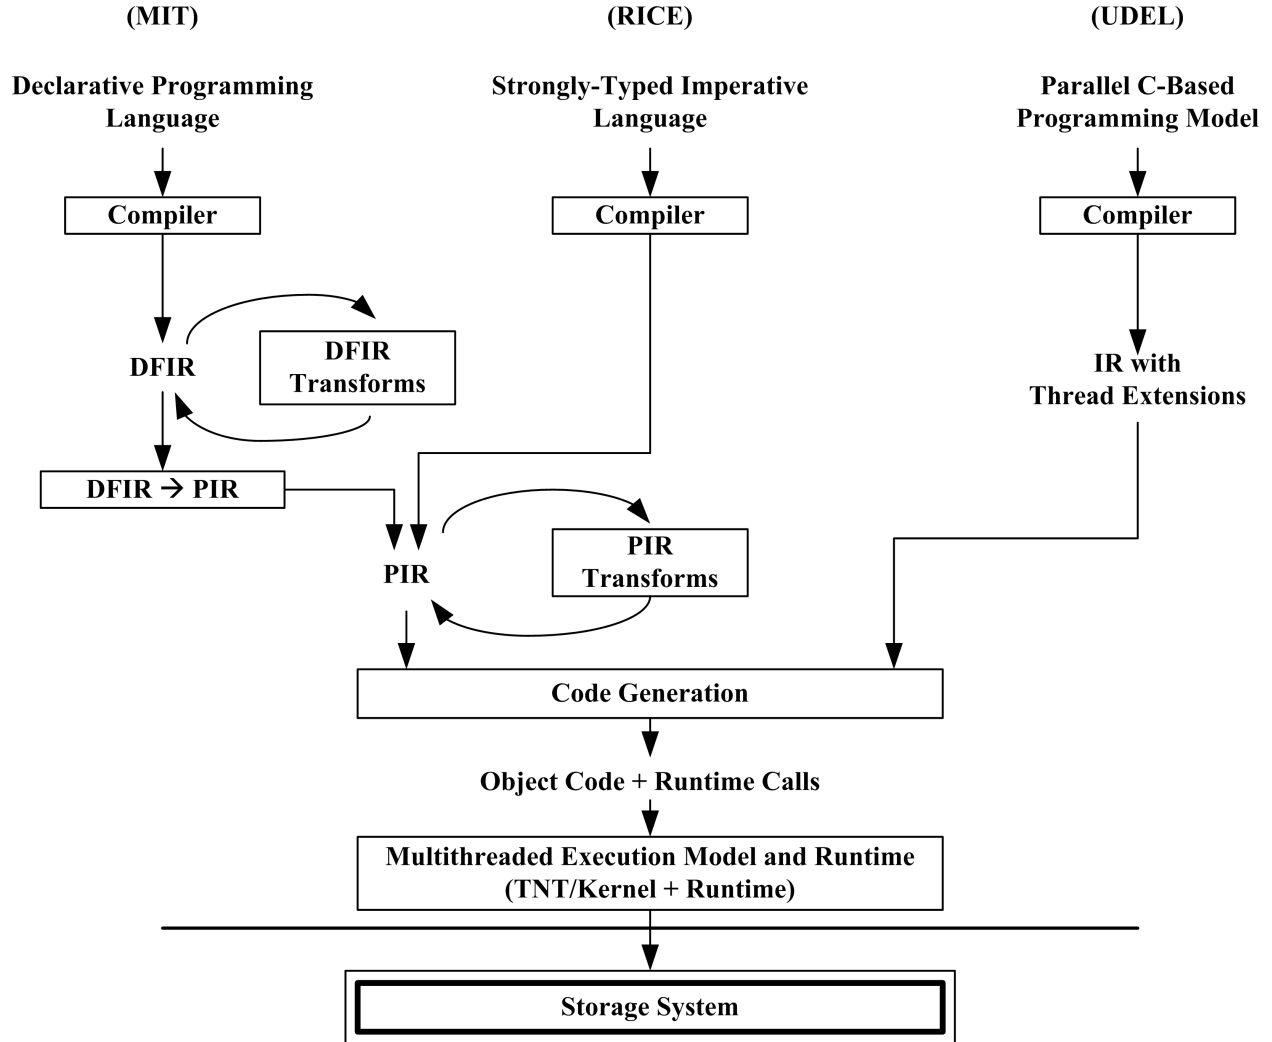 (MIT)
(RICE)
(UDEL)
Declarative Programming
Language
Strongly-Typed Imperative
Language
Parallel C-Based
Programming Model
Compiler
Compiler
Compiler
DFIR
DFIR
Transforms
IR with
Thread Extensions
DFIR → PIR
PIR
PIR
Transforms
Code Generation
Object Code + Runtime Calls
Multithreaded Execution Model and Runtime
(TNT/Kernel + Runtime)
Storage System